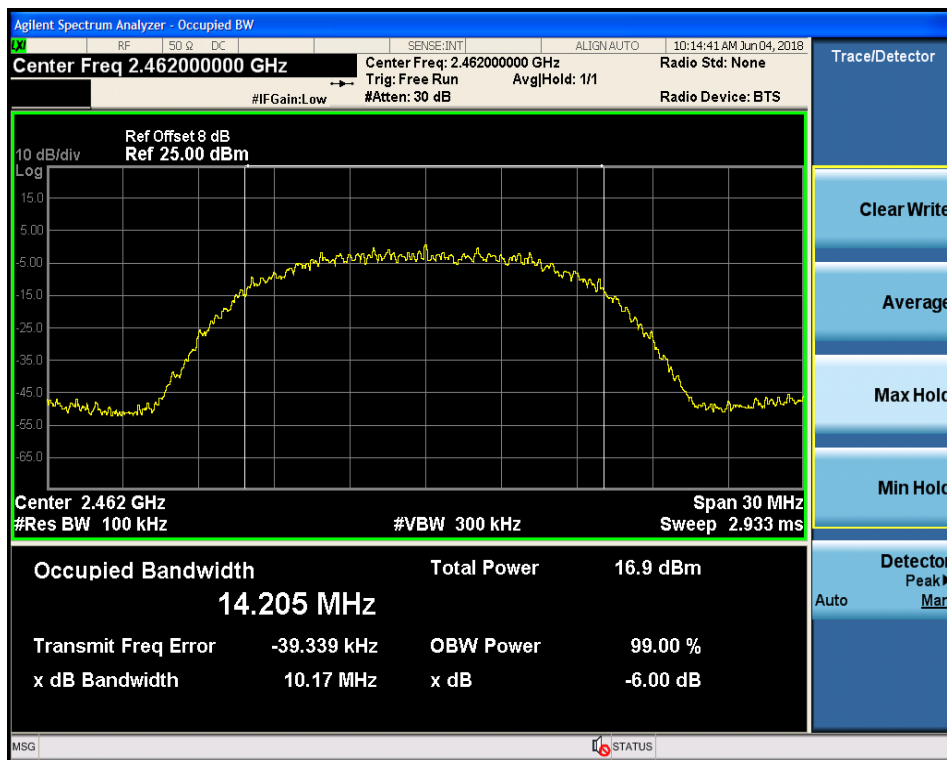 Agilent Spectrum Analyzer - Occupied BW
LXI RF 50 Ω DC SENSE:INT ALIGN AUTO 10:14:41 AM Jun 04, 2018
Center Freq 2.462000000 GHz
Center Freq: 2.462000000 GHz
Radio Std: None
Trig: Free Run Avg|Hold: 1/1
#IFGain:Low
#Atten: 30 dB
Radio Device: BTS
Trace/Detector
Ref Offset 8 dB
10 dB/div Ref 25.00 dBm
Log
15.0
5.00
-5.00
-15.0
-25.0
-35.0
-45.0
-55.0
-65.0
Center 2.462 GHz Span 30 MHz
#Res BW 100 kHz #VBW 300 kHz Sweep 2.933 ms
Occupied Bandwidth
14.205 MHz
Total Power 16.9 dBm
Transmit Freq Error -39.339 kHz OBW Power 99.00 %
x dB Bandwidth 10.17 MHz x dB -6.00 dB
Clear Write
Average
Max Hold
Min Hold
Detector
Peak
Auto Man
MSG STATUS